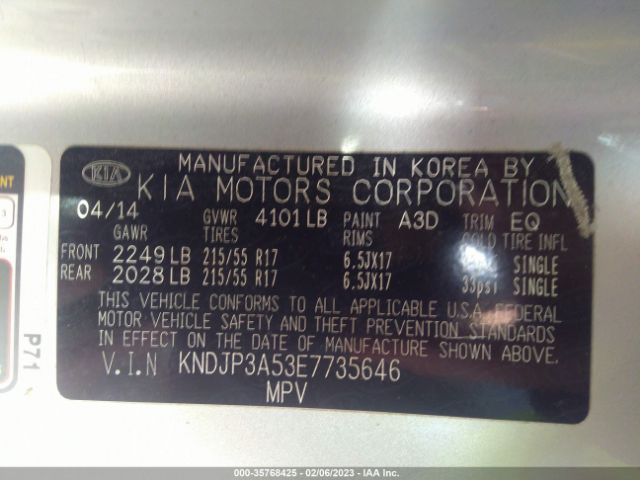 MANUFACTURED IN KOREA BY
KIA KIA MOTORS CORPORATION
04/14 GVWR 4101 LB PAINT A3D TRIM EQ
GAWR TIRES RIMS COLD TIRE INFL
FRONT 2249 LB 215/55 R17 6.5JX17 SINGLE
REAR 2028 LB 215/55 R17 6.5JX17 33psi SINGLE
THIS VEHICLE CONFORMS TO ALL APPLICABLE U.S.A. FEDERAL
MOTOR VEHICLE SAFETY AND THEFT PREVENTION STANDARDS
IN EFFECT ON THE DATE OF MANUFACTURE SHOWN ABOVE.
V.I.N KNDJP3A53E7735646
MPV
P71
000-35768425 - 02/06/2023 - IAA Inc.